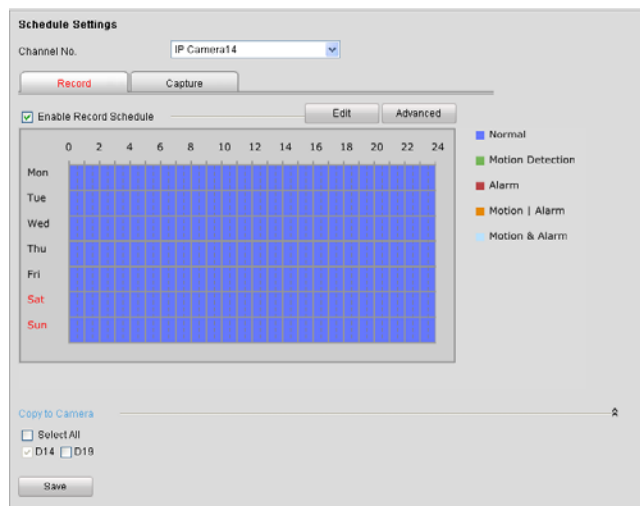 Schedule Settings
Channel No. IP Camera14
Record Capture
Enable Record Schedule Edit Advanced
0 2 4 6 8 10 12 14 16 18 20 22 24
Mon
Tue
Wed
Thu
Fri
Sat
Sun
Normal
Motion Detection
Alarm
Motion | Alarm
Motion & Alarm
Copy to Camera
Select All
D14 D19
Save